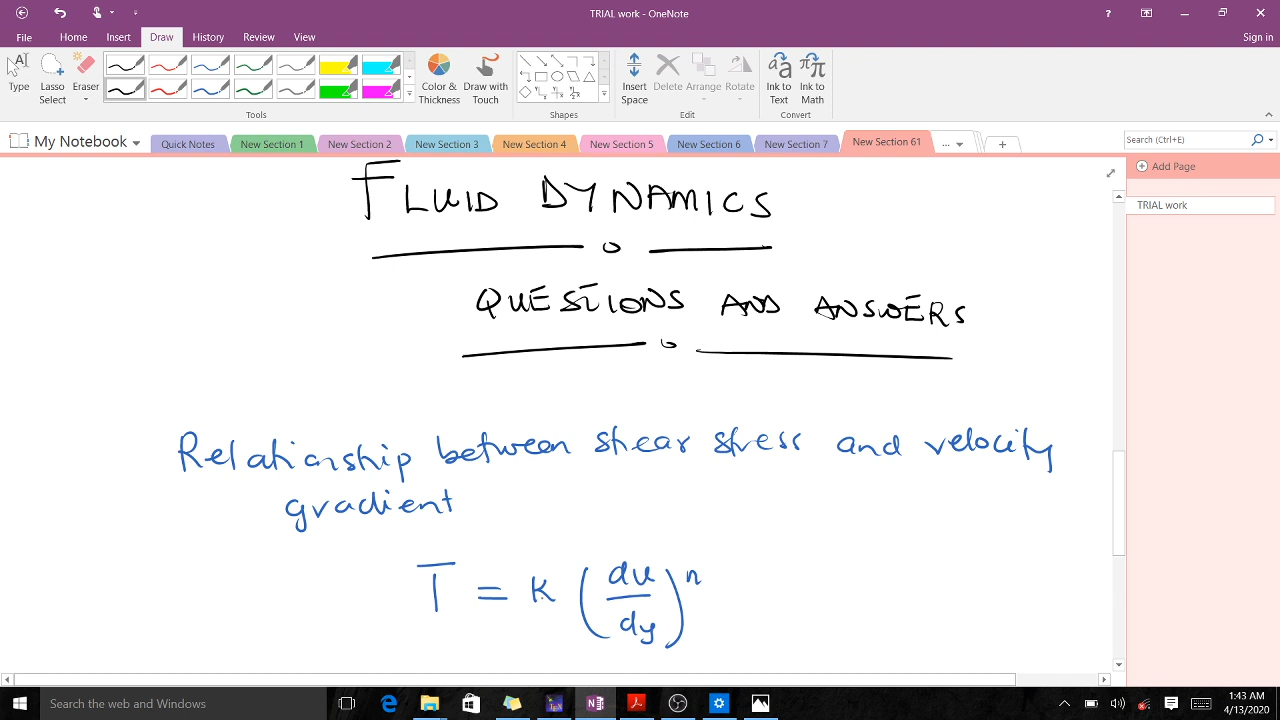 TRIAL work - OneNote
?
File Home Insert Draw History Review View Sign in
Type
Lasso Select
Eraser
Color & Thickness
Draw with Touch
Insert Space
Delete
Arrange
Rotate
Ink to Text
Ink to Math
Tools Shapes Edit Convert
My Notebook Quick Notes New Section 1 New Section 2 New Section 3 New Section 4 New Section 5 New Section 6 New Section 7 New Section 61 ... + Search (Ctrl+E)
Add Page
TRIAL work
FLUID DYNAMICS
QUESTIONS AND ANSWERS
Relationship between shear stress and velocity
gradient
T = K (du/dy)^n
Search the web and Windows
1:43 AM
4/13/2020